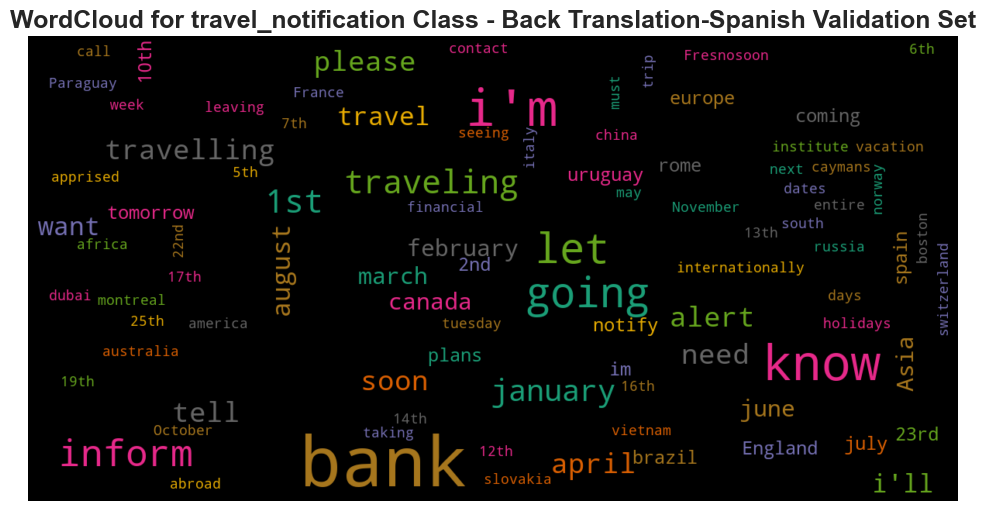 WordCloud for travel_notification Class - Back Translation-Spanish Validation Set
call
10th
contact
Fresnosoon
6th
please
trip
Paraguay
France
i'm
must
europe
week
leaving
travel
coming
7th
seeing
china
italy
travelling
institute
vacation
rome
apprised
5th
traveling
uruguay
next
caymans
norway
1st
may
dates
want
tomorrow
financial
November
entire
south
boston
africa
22nd
august
february
let
13th
russia
spain
switzerland
2nd
internationally
17th
march
going
dubai
montreal
canada
days
25th
america
tuesday
notify
alert
holidays
australia
plans
need
know
Asia
im
19th
soon
january
16th
tell
14th
june
October
taking
vietnam
23rd
inform
bank
12th
april
brazil
England
july
abroad
slovakia
i'll